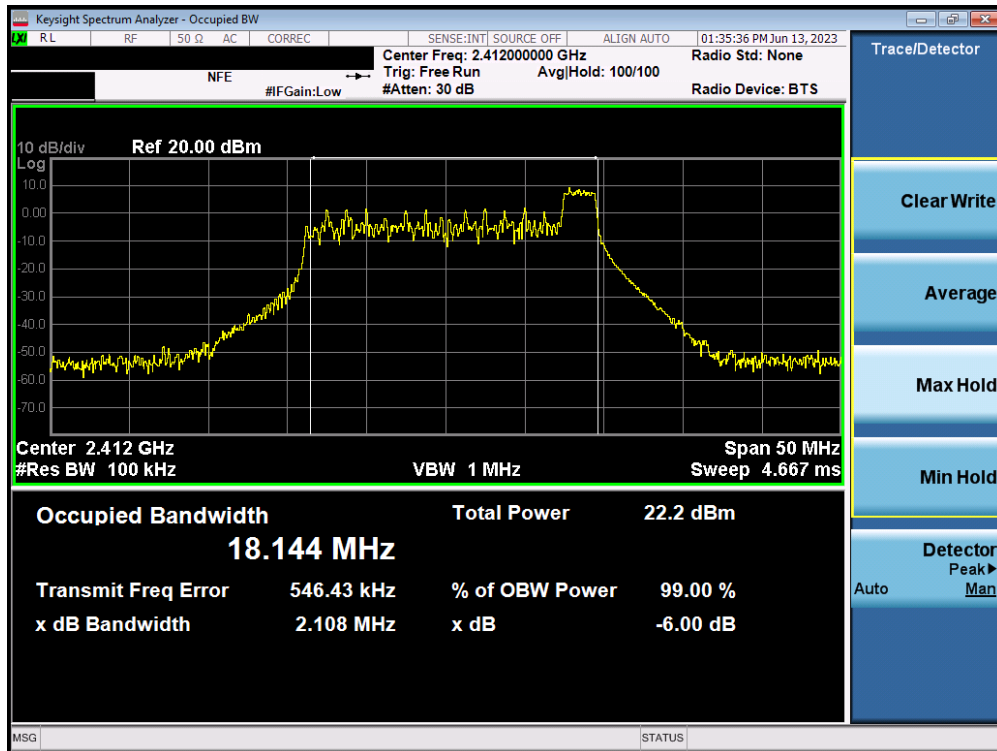 Keysight Spectrum Analyzer - Occupied BW
LXI RL RF 50 Ω AC CORREC SENSE:INT SOURCE OFF ALIGN AUTO 01:35:36 PM Jun 13, 2023
Center Freq: 2.412000000 GHz Radio Std: None
NFE Trig: Free Run Avg|Hold: 100/100
#IFGain:Low #Atten: 30 dB Radio Device: BTS
10 dB/div Ref 20.00 dBm
Log
10.0
0.00
-10.0
-20.0
-30.0
-40.0
-50.0
-60.0
-70.0
Center 2.412 GHz Span 50 MHz
#Res BW 100 kHz VBW 1 MHz Sweep 4.667 ms
Occupied Bandwidth Total Power 22.2 dBm
18.144 MHz
Transmit Freq Error 546.43 kHz % of OBW Power 99.00 %
x dB Bandwidth 2.108 MHz x dB -6.00 dB
MSG STATUS
Trace/Detector
Clear Write
Average
Max Hold
Min Hold
Detector
Peak▶
Auto Man